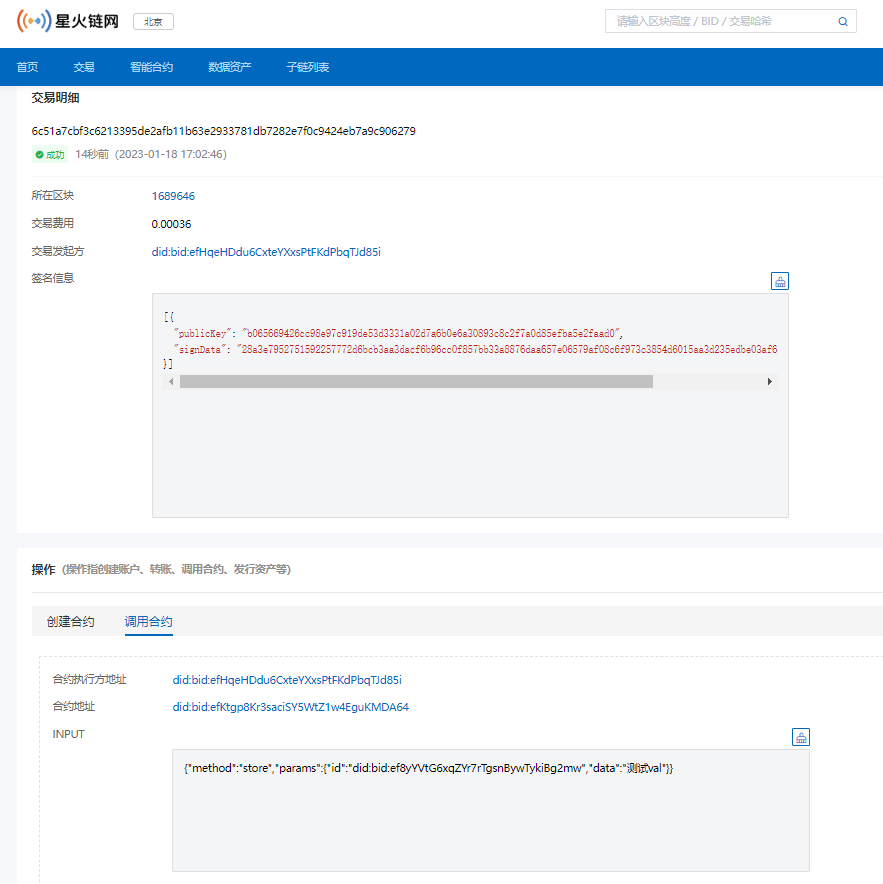 星火链网 北京 请输入区块高度 / BID / 交易哈希
首页 交易 智能合约 数据资产 子链列表
交易明细
6c51a7cbf3c6213395de2afb11b63e2933781db7282e7f0c9424eb7a9c906279
成功 14秒前（2023-01-18 17:02:46）
所在区块 1689646
交易费用 0.00036
交易发起方 did:bid:efHqeHDdu6CxteYXxsPtFKdPbqTJd85i
签名信息
[{
"publicKey": "b065669426cc98e97c919de53d3331a02d7a6b0e6a30893c8c2f7a0d85efba5e2faad0",
"signData": "28a3e7952751592257772d6bcb3aa3dacf6b96cc0f857bb33a8876daa657e06579af08c6f973c3854d6015aa3d235edbe03af6
}]
操作（操作指创建账户、转账、调用合约、发行资产等）
创建合约 调用合约
合约执行方地址 did:bid:efHqeHDdu6CxteYXxsPtFKdPbqTJd85i
合约地址 did:bid:efKtgp8Kr3saciSY5WtZ1w4EguKMDA64
INPUT
{"method":"store","params":{"id":"did:bid:ef8yYVtG6xqZYr7rTgsnBywTykiBg2mw","data":"测试val"}}